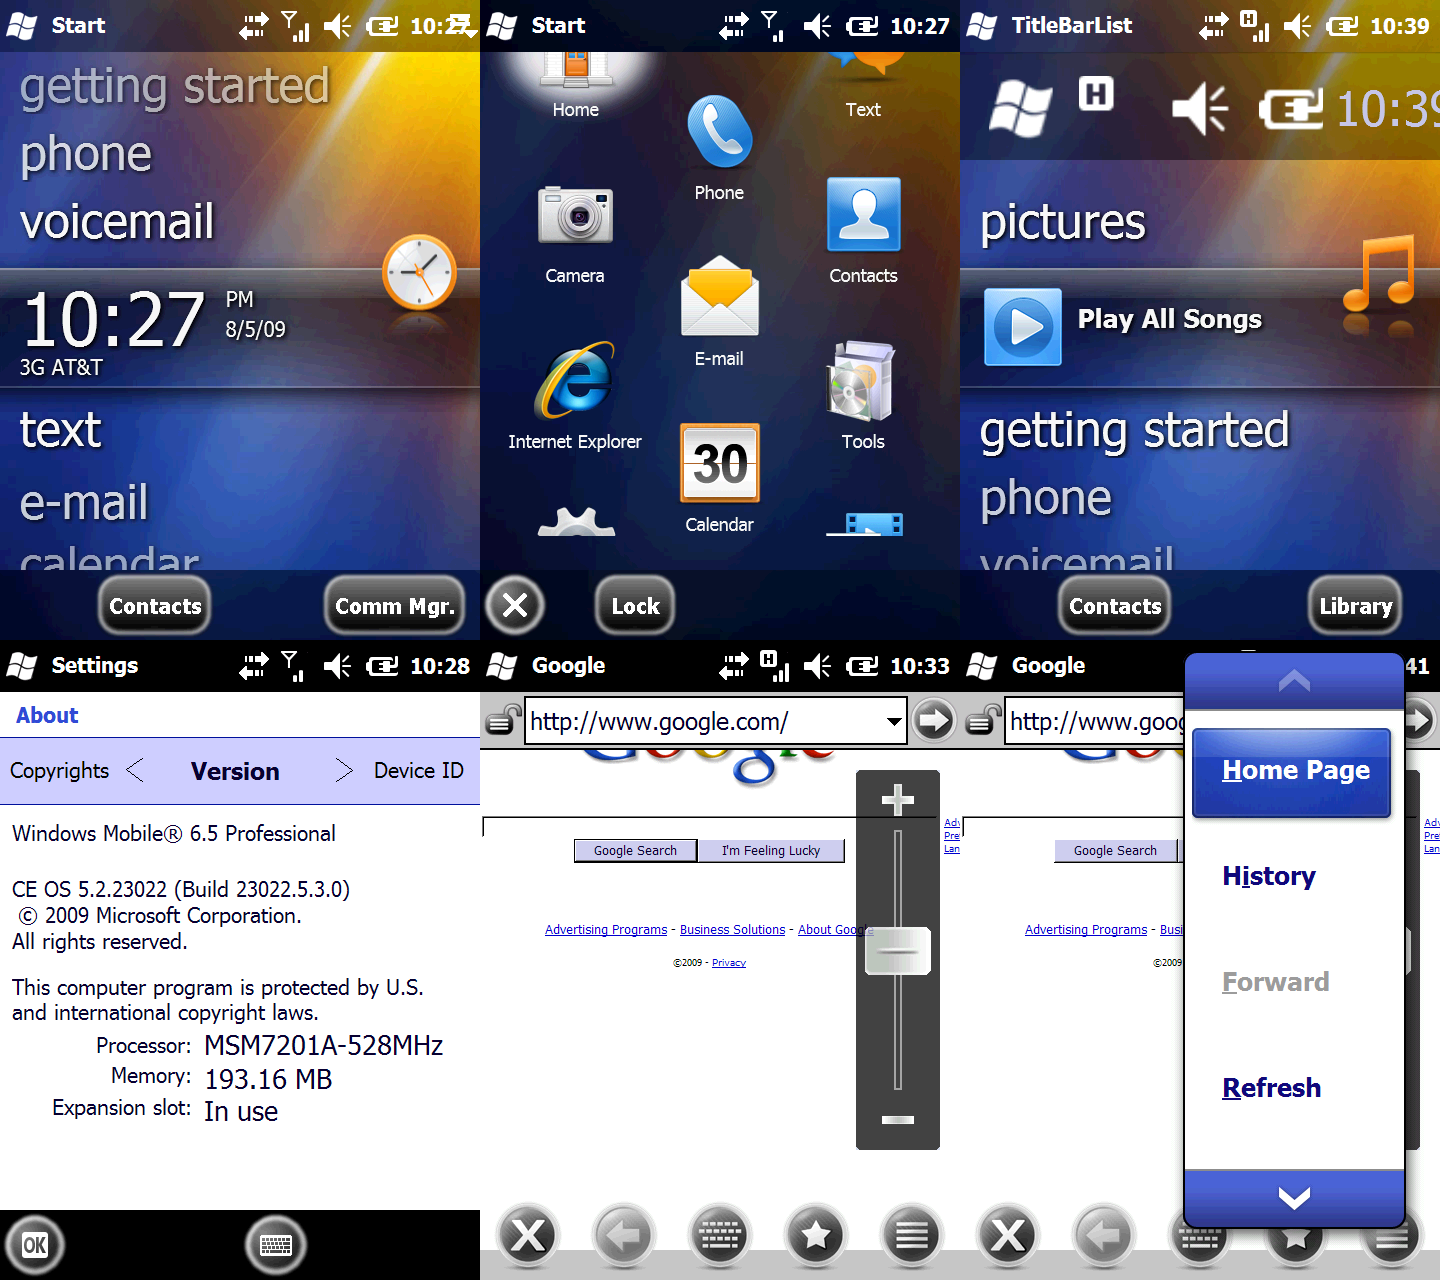 Start
10:27
getting started
phone
voicemail
10:27 PM
8/5/09
3G AT&T
text
e-mail
calendar
Contacts
Comm Mgr.
Start
10:27
Home
Text
Phone
Camera
Contacts
E-mail
Internet Explorer
Tools
30
Calendar
Lock
TitleBarList
H
10:39
H
10:39
pictures
Play All Songs
getting started
phone
voicemail
Contacts
Library
Settings
10:28
About
Copyrights
Version
Device ID
Windows Mobile® 6.5 Professional
CE OS 5.2.23022 (Build 23022.5.3.0)
© 2009 Microsoft Corporation.
All rights reserved.
This computer program is protected by U.S.
and international copyright laws.
Processor: MSM7201A-528MHz
Memory: 193.16 MB
Expansion slot: In use
OK
Google
H
10:33
http://www.google.com/
Google
Adv
Pre
Lan
Google Search
I'm Feeling Lucky
Advertising Programs - Business Solutions - About Google
©2009 - Privacy
Google
41
http://www.goog
Adv
Pre
Lan
Google Search
Advertising Programs - Busi
©2009
Home Page
History
Forward
Refresh